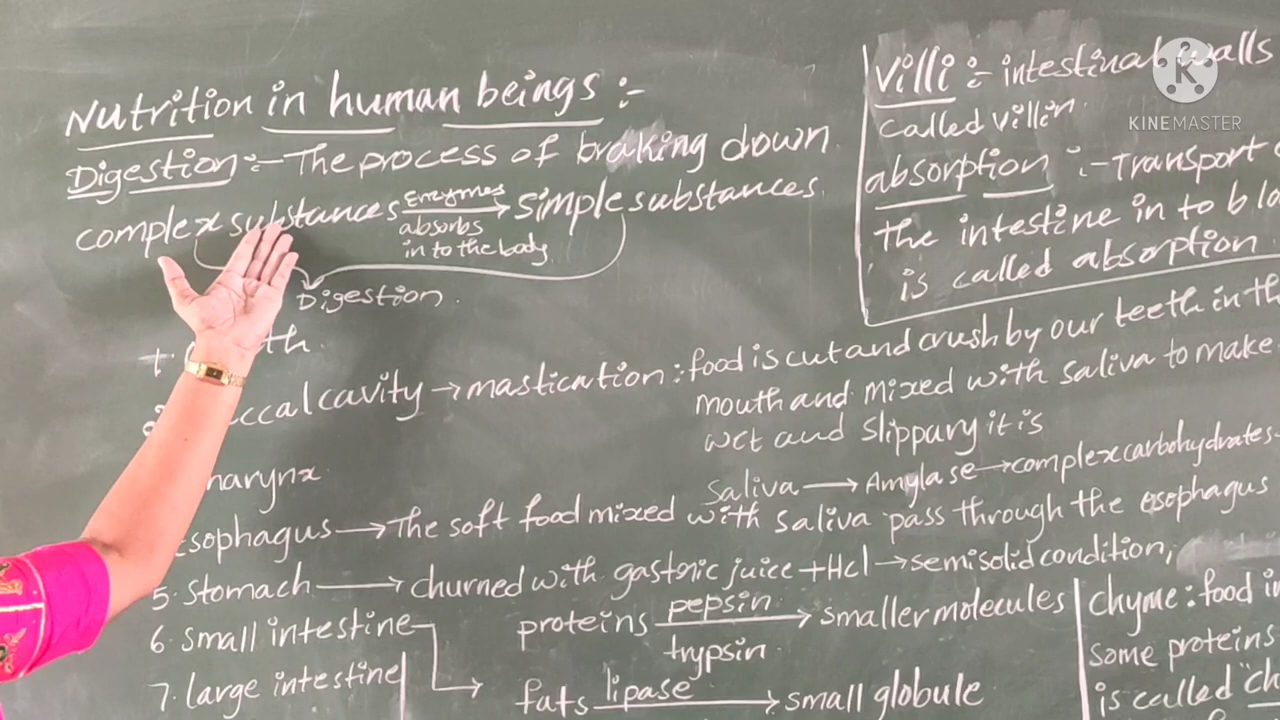 Nutrition in human beings :-
Digestion :- The process of braking down
complex substances Enzymes simple substances.
absorbs
in to the body
Digestion.
1. th.
ccal cavity → mastication : food is cut and crush by our teeth in th
mouth and mixed with saliva to make
wet and slippary it is
Saliva → Amylase → complex carbohydrates
harynx
sophagus → The soft food mixed with saliva pass through the esophagus
5. Stomach → churned with gastric juice + Hcl → semisolid condition,
6. small intestine
proteins pepsin smaller molecules
trypsin
7. large intestine
fats lipase → small globule
Villi :- intestinal walls
called villin
absorption :- Transport
the intestine in to blo
is called absorption
Chyme : food in
some proteins
is called "ch
KINEMASTER